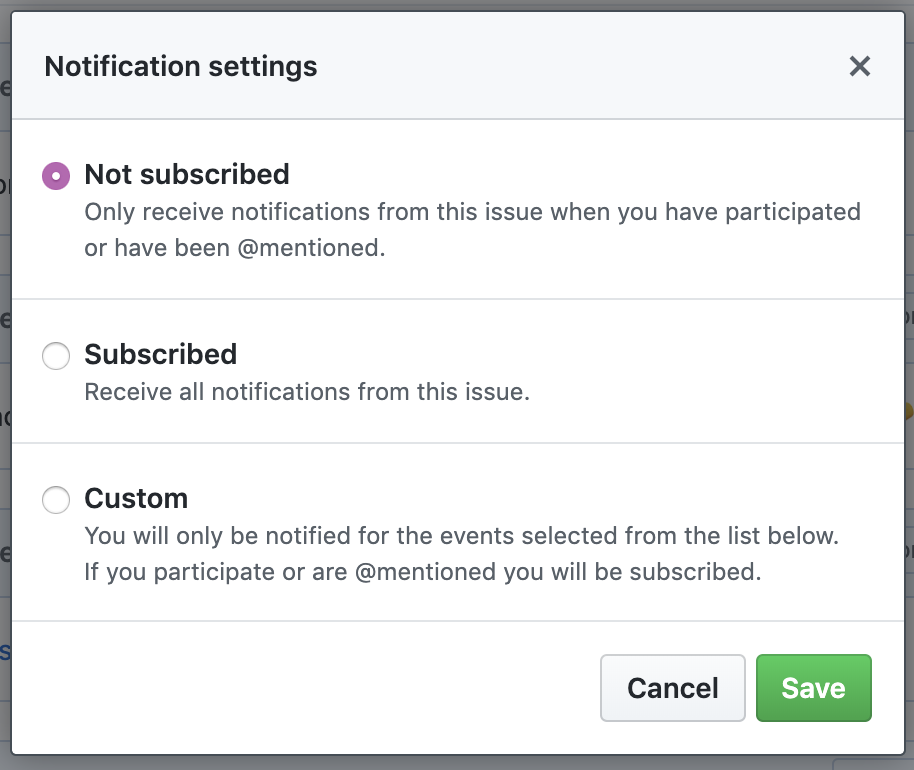 Notification settings
Not subscribed
Only receive notifications from this issue when you have participated
or have been @mentioned.
Subscribed
Receive all notifications from this issue.
Custom
You will only be notified for the events selected from the list below.
If you participate or are @mentioned you will be subscribed.
Cancel
Save